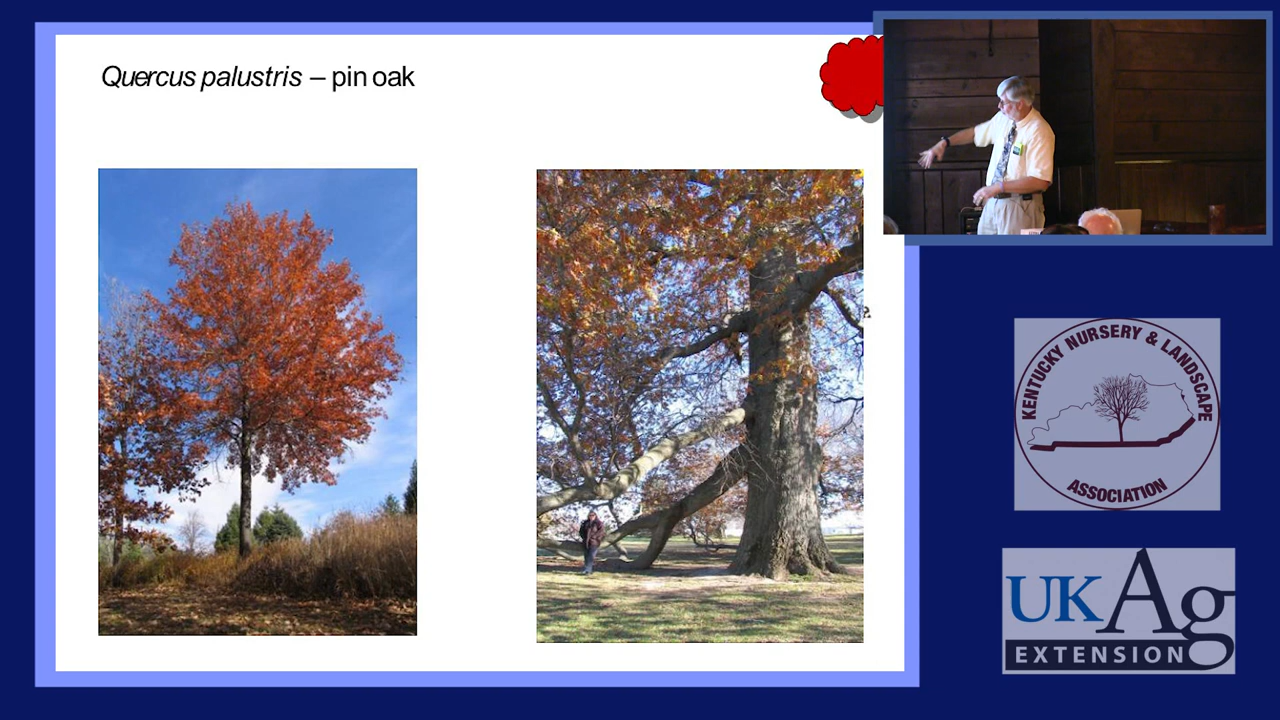 Quercus palustris – pin oak
KENTUCKY NURSERY & LANDSCAPE
ASSOCIATION
UKAg
EXTENSION